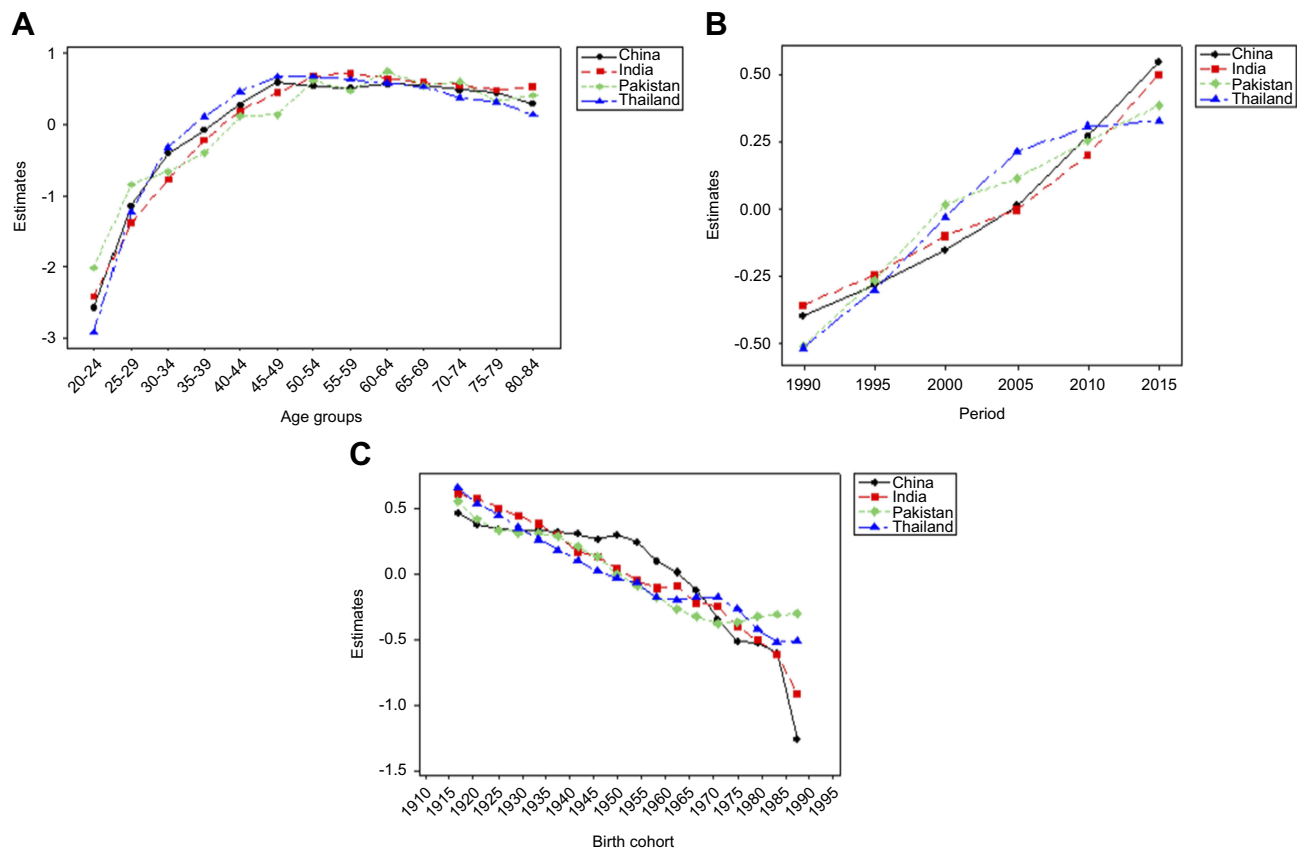 A
1
0
-1
-2
-3
Estimates
20-24
25-29
30-34
35-39
40-44
45-49
50-54
55-59
60-64
65-69
70-74
75-79
80-84
Age groups
China
India
Pakistan
Thailand
B
0.50
0.25
0.00
-0.25
-0.50
Estimates
1990
1995
2000
2005
2010
2015
Period
China
India
Pakistan
Thailand
C
0.5
0.0
-0.5
-1.0
-1.5
Estimates
1910
1915
1920
1925
1930
1935
1940
1945
1950
1955
1960
1965
1970
1975
1980
1985
1990
1995
Birth cohort
China
India
Pakistan
Thailand